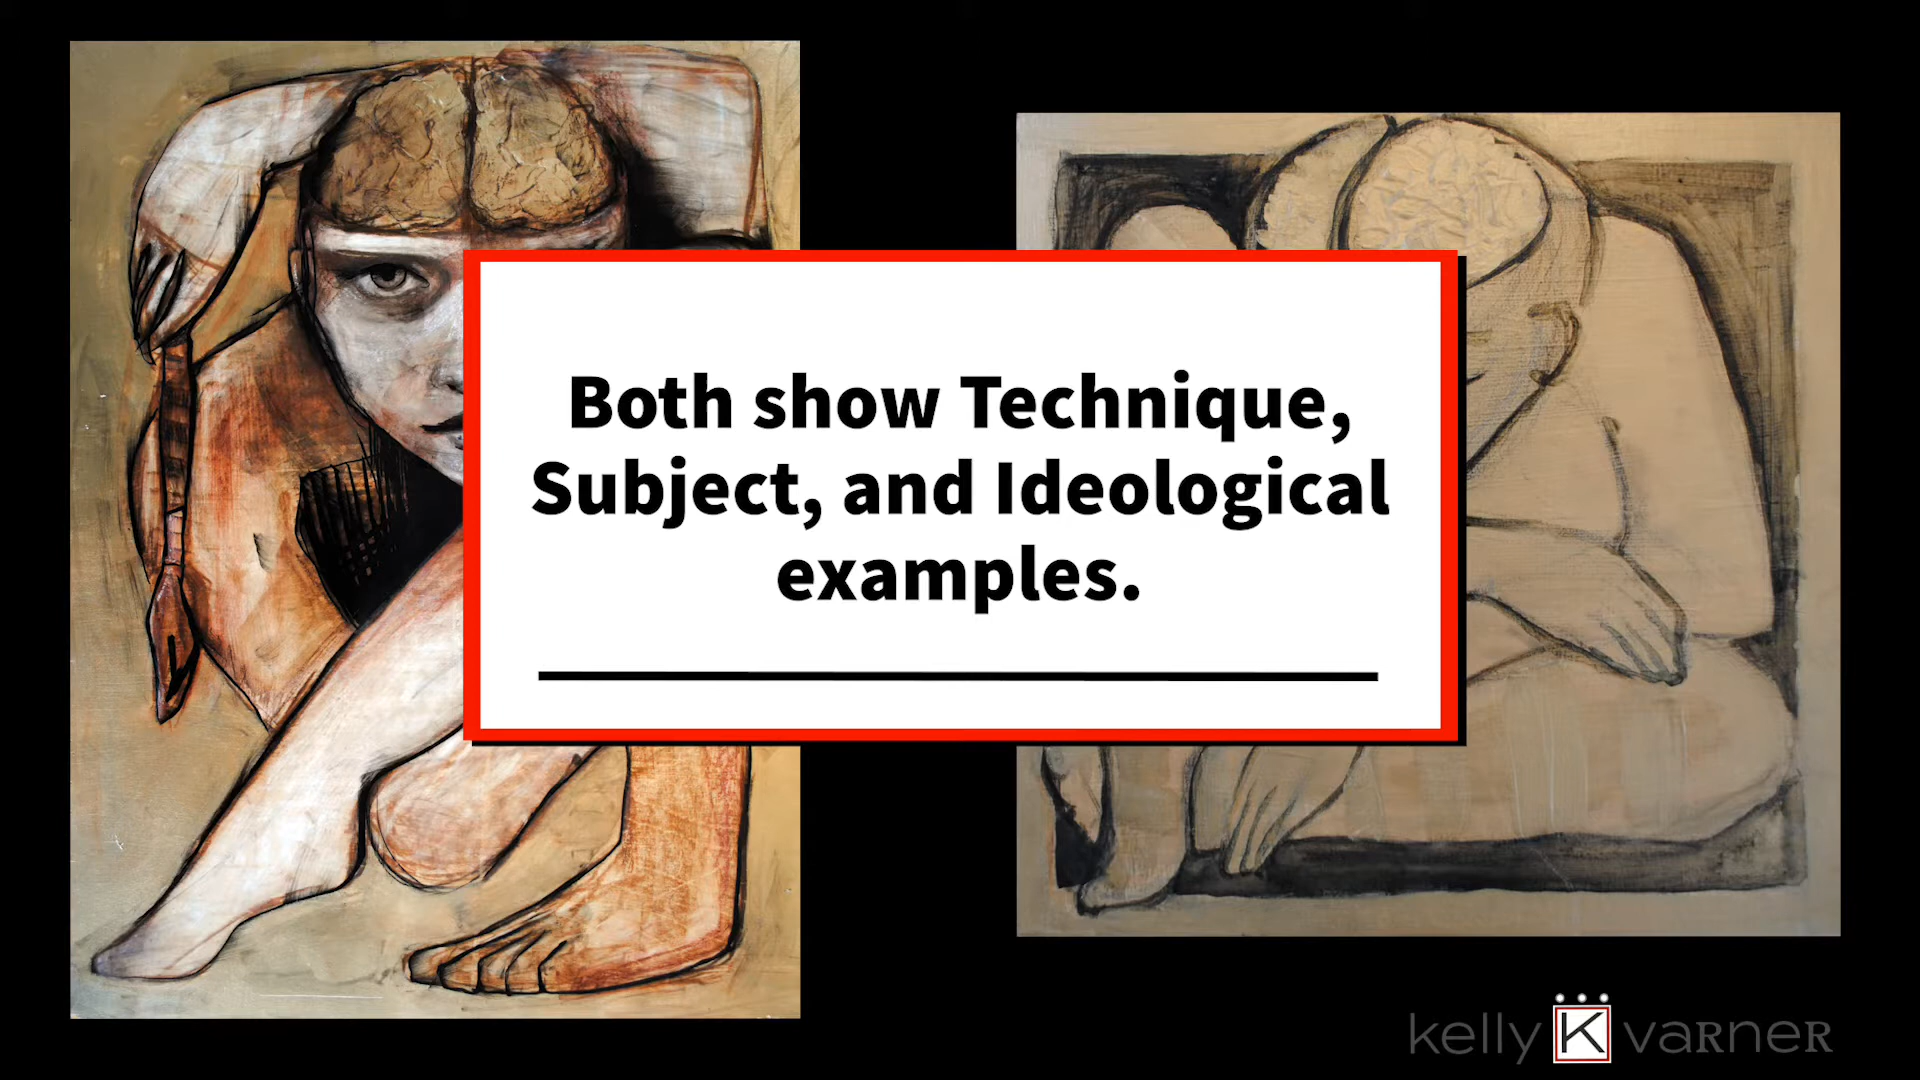 Both show Technique,
Subject, and Ideological
examples.
kelly K varner